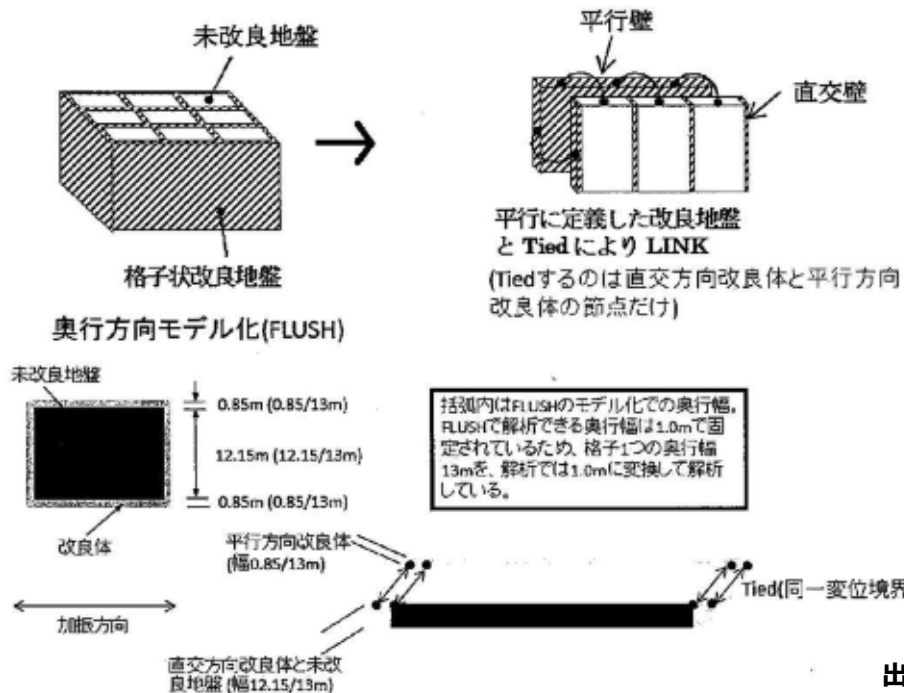 未改良地盤
格子状改良地盤
平行壁
直交壁
平行に定義した改良地盤
と Tied により LINK
(Tiedするのは直交方向改良体と平行方向
改良体の節点だけ)
奥行方向モデル化(FLUSH)
未改良地盤
0.85m (0.85/13m)
12.15m (12.15/13m)
0.85m (0.85/13m)
改良体
加振方向
括弧内はFLUSHのモデル化での奥行幅。
FLUSHで解析できる奥行幅は1.0mで固
定されているため、格子1つの奥行幅
13mを、解析では1.0mに変換して解析
している。
平行方向改良体
(幅0.85/13m)
Tied(同一変位境界
直交方向改良体と未改
良地盤 (幅12.15/13m)
出